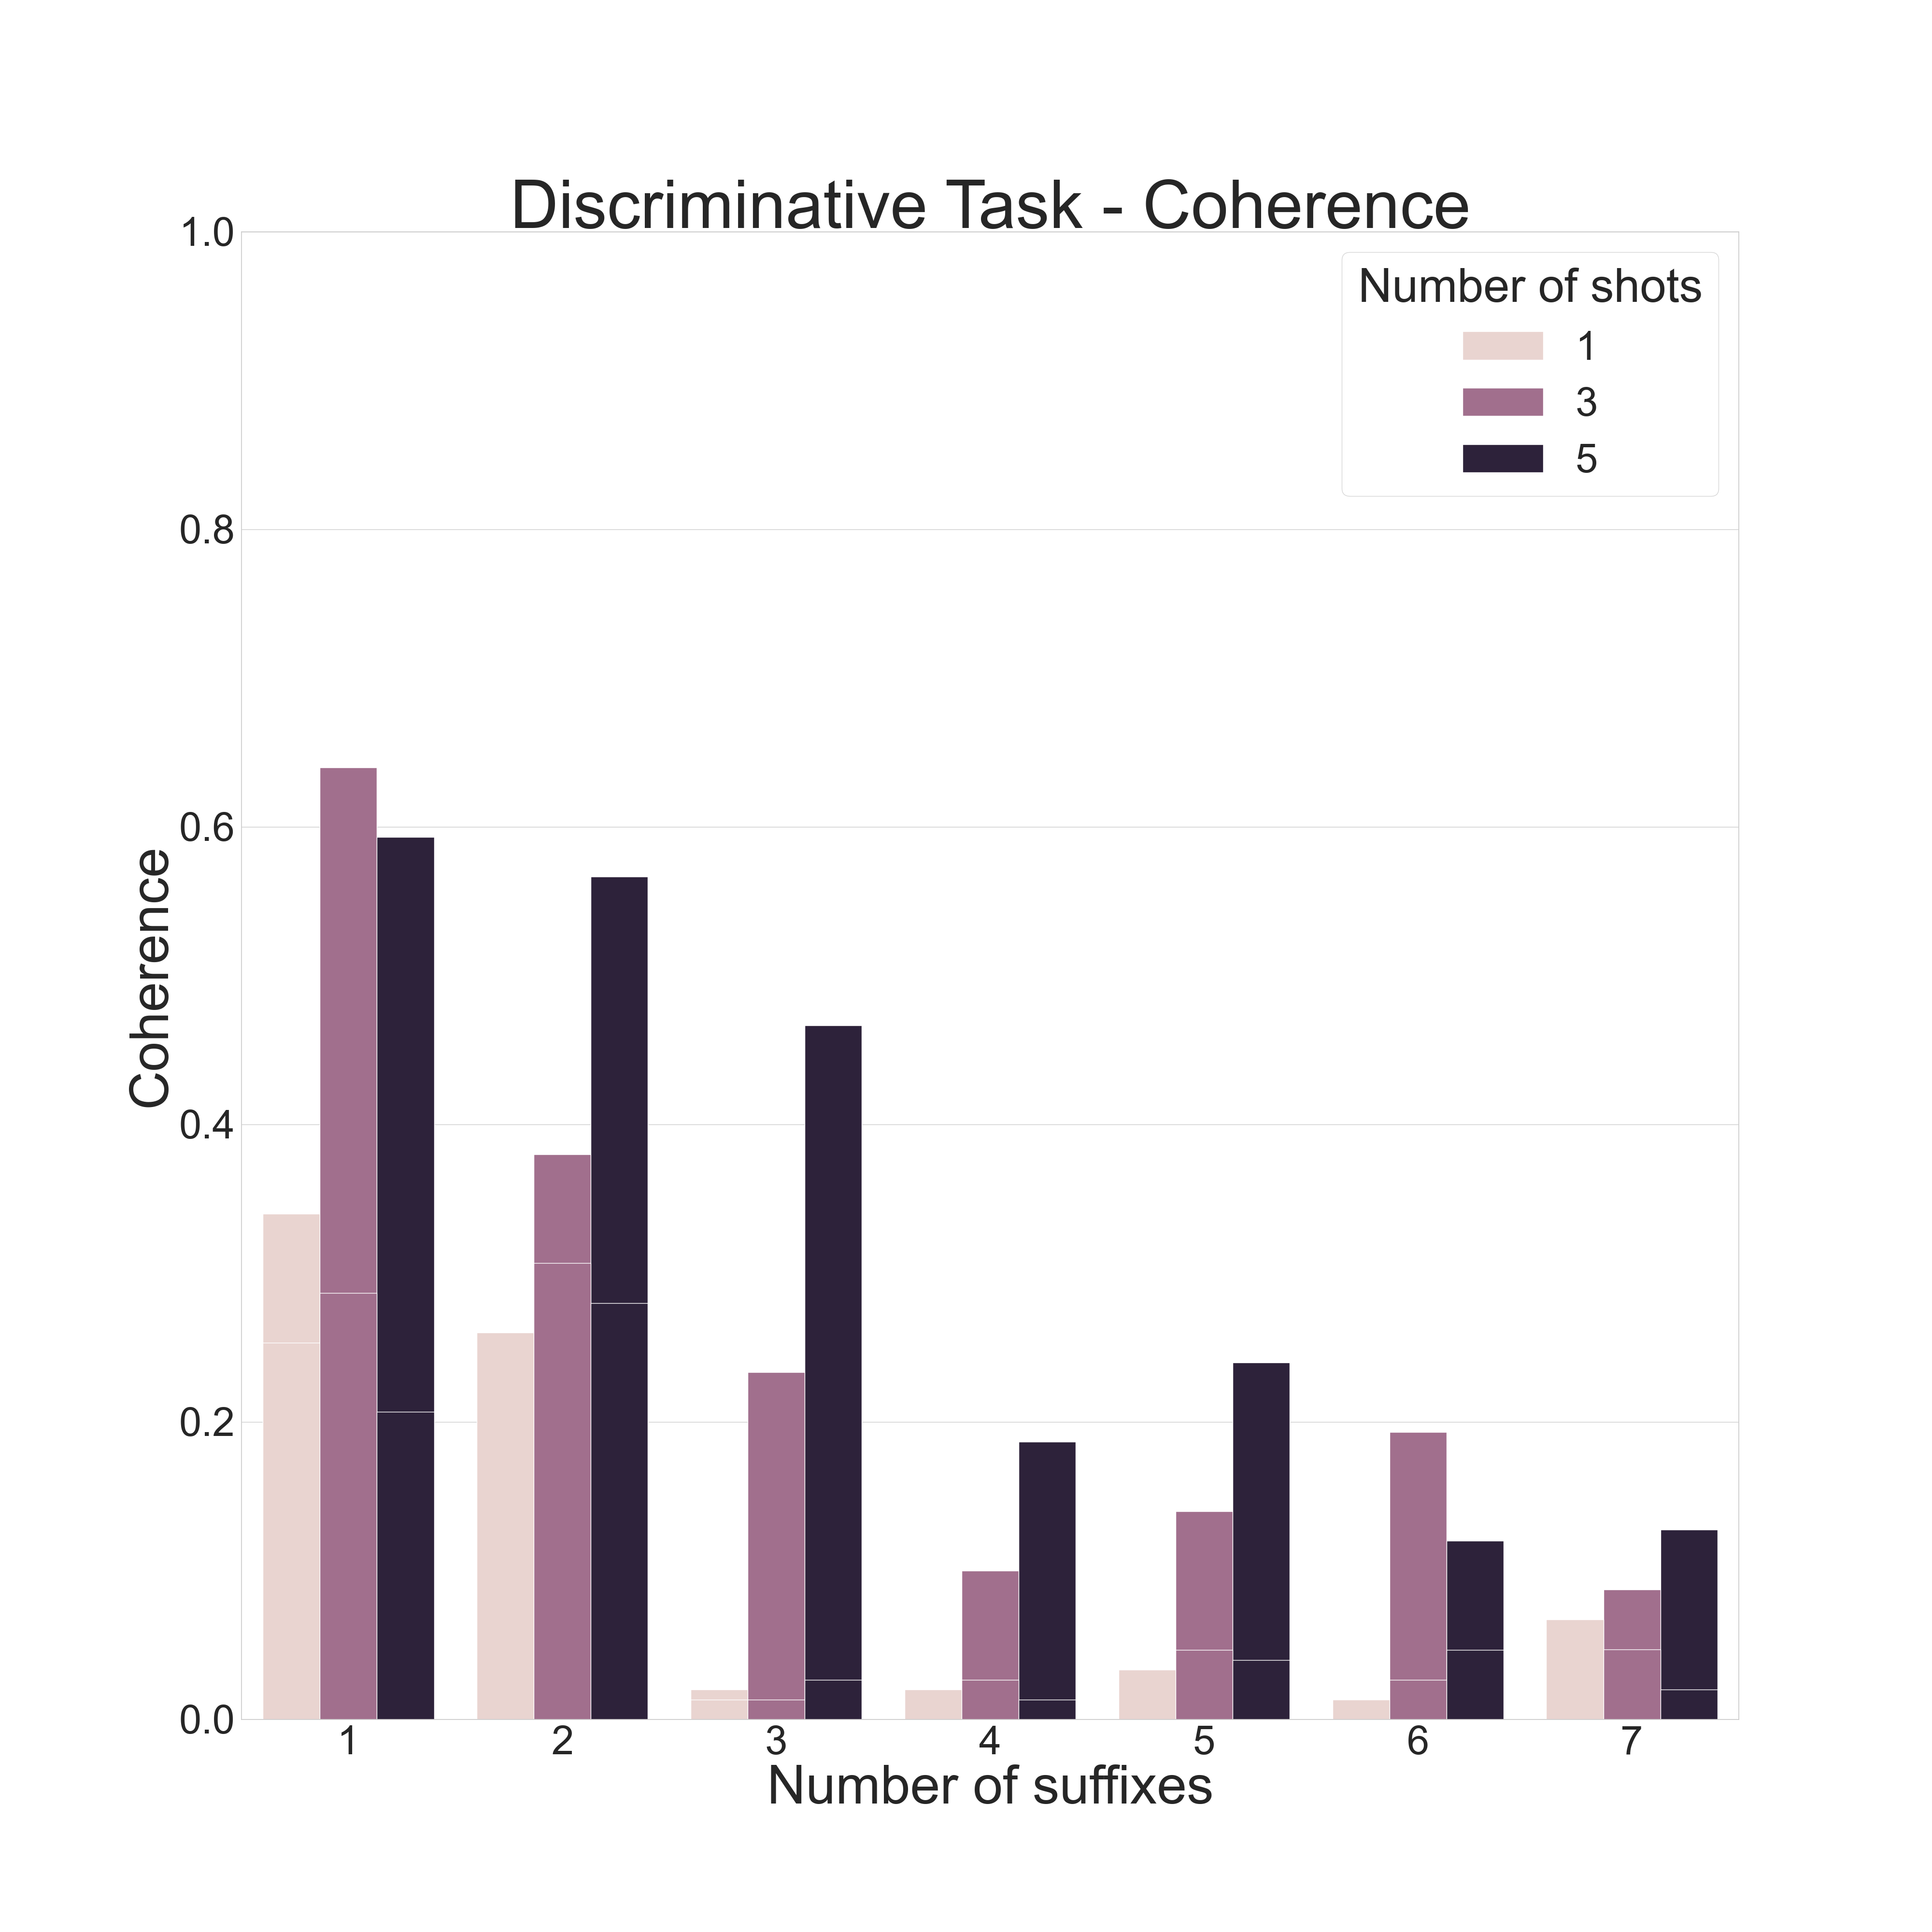 Discriminative Task - Coherence
1.0
0.8
0.6
0.4
0.2
0.0
Coherence
Number of shots
1
3
5
1 2 3 4 5 6 7
Number of suffixes